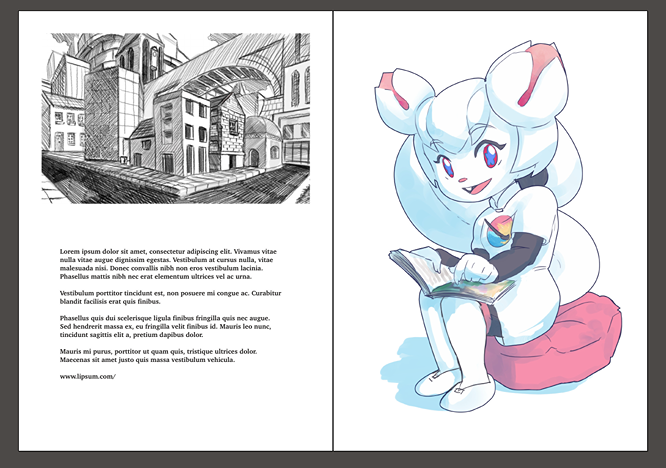 Lorem ipsum dolor sit amet, consectetur adipiscing elit. Vivamus vitae
nulla vitae augue dignissim egestas. Vestibulum at cursus nulla, vitae
malesuada nisi. Donec convallis nibh non eros vestibulum lacinia.
Phasellus mattis nibh nec erat elementum ultrices vel ac urna.
Vestibulum porttitor tincidunt est, non posuere mi congue ac. Curabitur
blandit facilisis erat quis finibus.
Phasellus quis dui scelerisque ligula finibus fringilla quis nec augue.
Sed hendrerit massa ex, eu fringilla velit finibus id. Mauris leo nunc,
tincidunt sagittis elit a, pretium dapibus dolor.
Mauris mi purus, porttitor ut quam quis, tristique ultrices dolor.
Maecenas sit amet justo quis massa vestibulum vehicula.
www.lipsum.com/